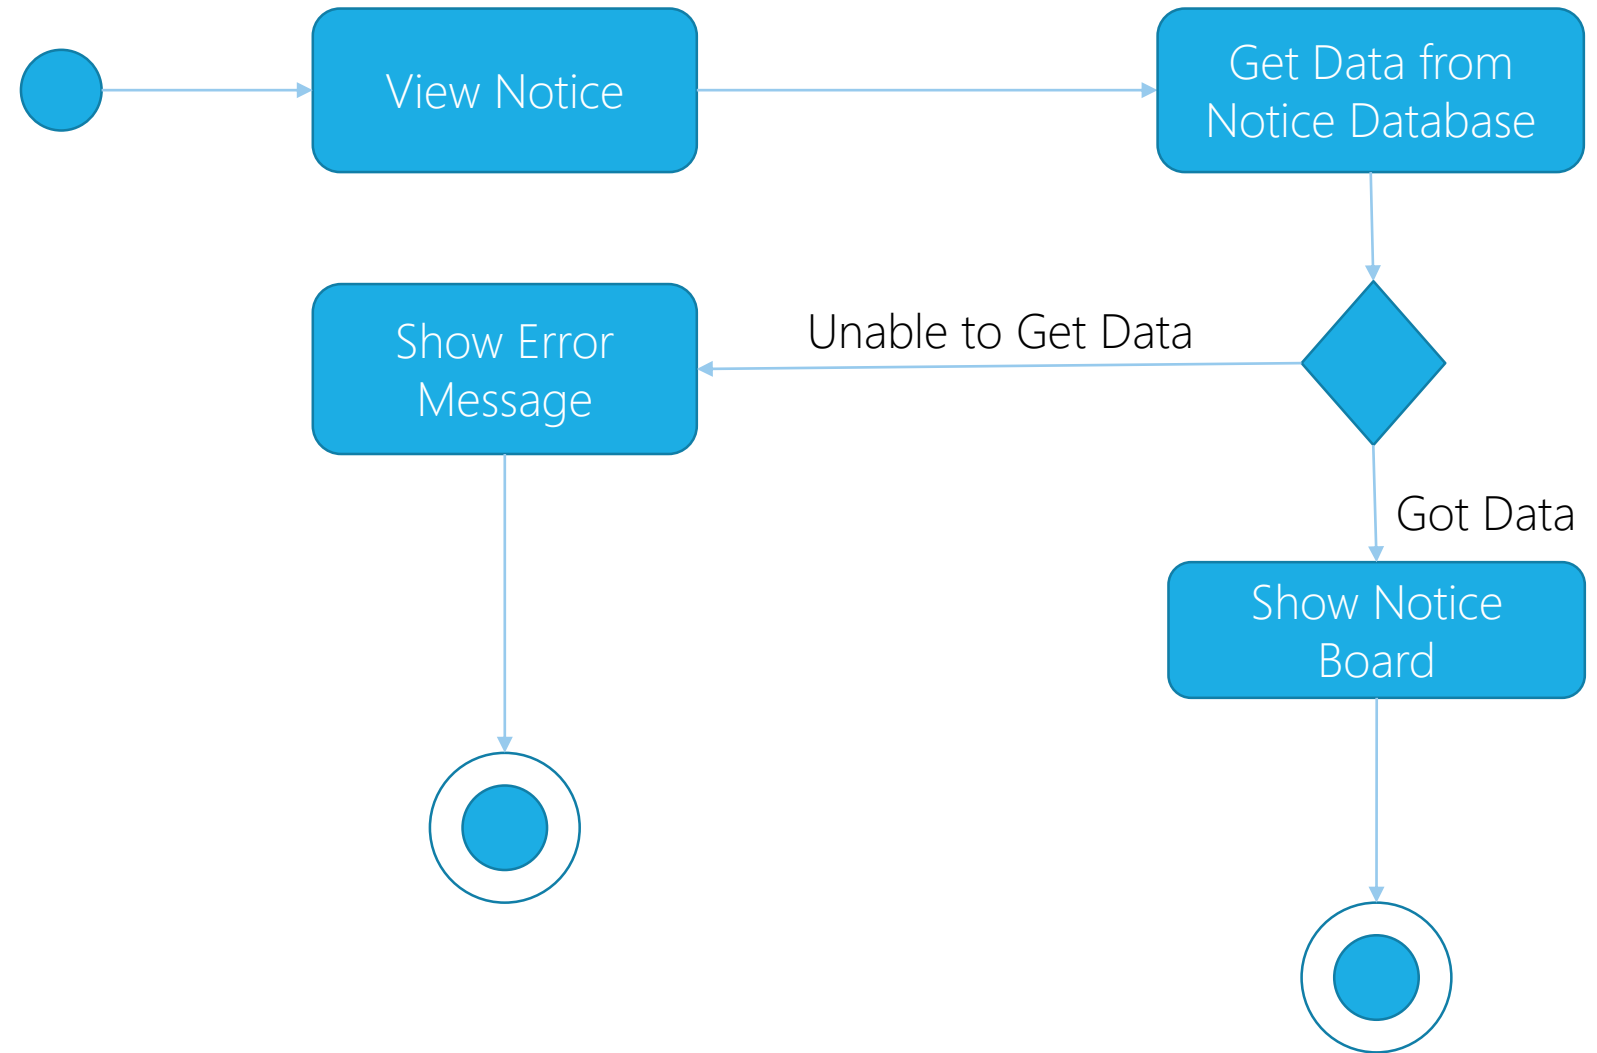 View Notice
Get Data from
Notice Database
Show Error
Message
Unable to Get Data
Got Data
Show Notice
Board